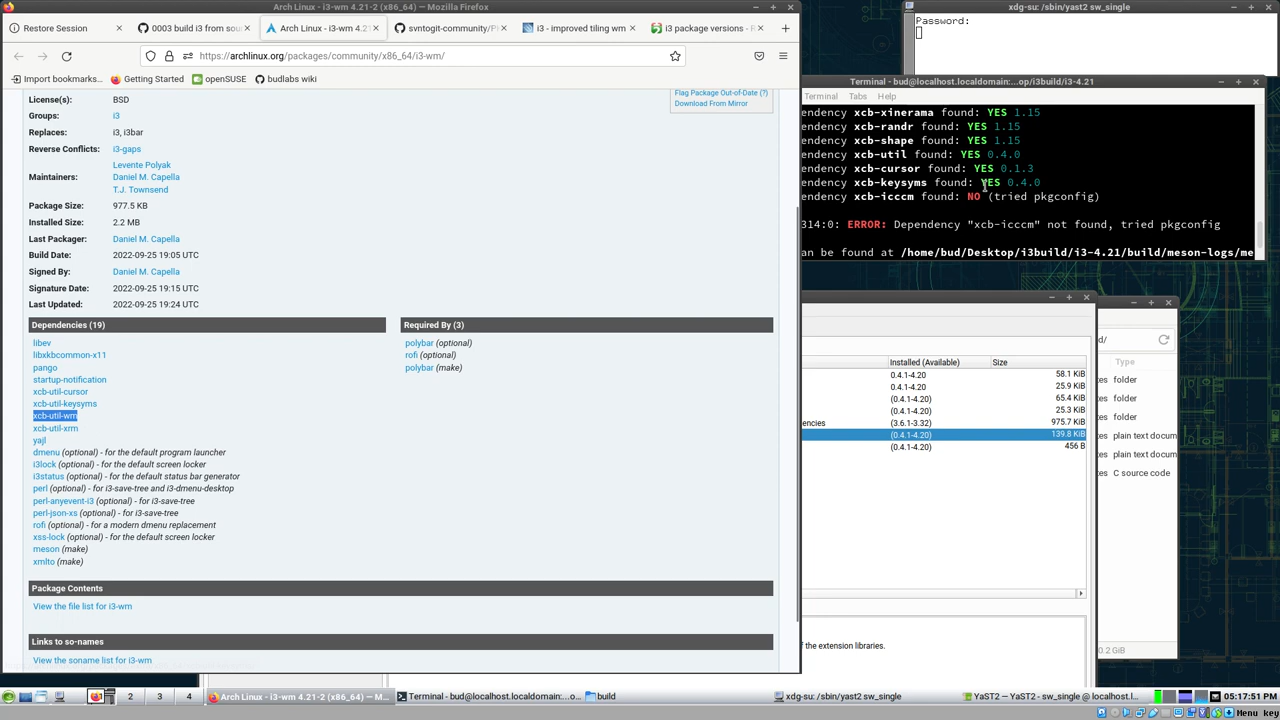 Arch Linux - i3-wm 4.21-2 (x86_64) — Mozilla Firefox
Restore Session
0003 build i3 from sou
Arch Linux - i3-wm 4.2
svntogit-community/P
i3 - improved tiling wm
i3 package versions - R
https://archlinux.org/packages/community/x86_64/i3-wm/
Import bookmarks...
Getting Started
openSUSE
budlabs wiki
License(s):
BSD
Flag Package Out-of-Date (?)
Download From Mirror
Groups:
i3
Replaces:
i3, i3bar
Reverse Conflicts:
i3-gaps
Maintainers:
Levente Polyak
Daniel M. Capella
T.J. Townsend
Package Size:
977.5 KB
Installed Size:
2.2 MB
Last Packager:
Daniel M. Capella
Build Date:
2022-09-25 19:05 UTC
Signed By:
Daniel M. Capella
Signature Date:
2022-09-25 19:15 UTC
Last Updated:
2022-09-25 19:24 UTC
Dependencies (19)
libev
libxkbcommon-x11
pango
startup-notification
xcb-util-cursor
xcb-util-keysyms
xcb-util-wm
xcb-util-xrm
yajl
dmenu (optional) - for the default program launcher
i3lock (optional) - for the default screen locker
i3status (optional) - for the default status bar generator
perl (optional) - for i3-save-tree and i3-dmenu-desktop
perl-anyevent-i3 (optional) - for i3-save-tree
perl-json-xs (optional) - for i3-save-tree
rofi (optional) - for a modern dmenu replacement
xss-lock (optional) - for the default screen locker
meson (make)
xmlto (make)
Required By (3)
polybar (optional)
rofi (optional)
polybar (make)
Package Contents
View the file list for i3-wm
Links to so-names
View the soname list for i3-wm
xdg-su: /sbin/yast2 sw_single
Password:
Terminal - bud@localhost.localdomain:...op/i3build/i3-4.21
Terminal Tabs Help
endency xcb-xinerama found: YES 1.15
endency xcb-randr found: YES 1.15
endency xcb-shape found: YES 1.15
endency xcb-util found: YES 0.4.0
endency xcb-cursor found: YES 0.1.3
endency xcb-keysyms found: YES 0.4.0
endency xcb-icccm found: NO (tried pkgconfig)
314:0: ERROR: Dependency "xcb-icccm" not found, tried pkgconfig
an be found at /home/bud/Desktop/i3build/i3-4.21/build/meson-logs/me
Installed (Available)
Size
0.4.1-4.20
58.1 KiB
0.4.1-4.20
25.9 KiB
(0.4.1-4.20)
65.4 KiB
(0.4.1-4.20)
25.3 KiB
encies
(3.6.1-3.32)
975.7 KiB
(0.4.1-4.20)
139.8 KiB
(0.4.1-4.20)
456 B
f the extension libraries.
d/
Type
tes folder
tes folder
tes folder
tes plain text docum
tes plain text docum
tes C source code
0.2 GiB
2
3
4
Arch Linux - i3-wm 4.21-2 (x86_64) — M...
Terminal - bud@localhost.localdomain:...o...
build
xdg-su: /sbin/yast2 sw_single
YaST2 — YaST2 - sw_single @ localhost.l...
05:17:51 PM
Menu key